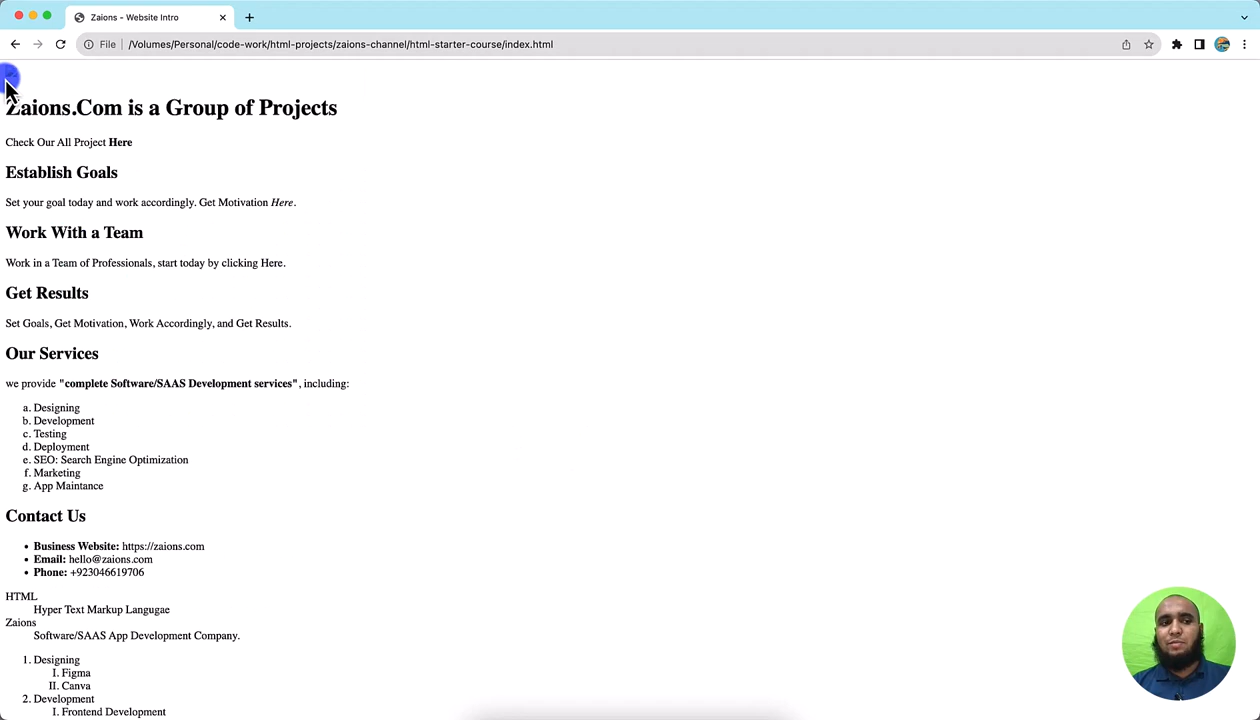 Zaions - Website Intro
File | /Volumes/Personal/code-work/html-projects/zaions-channel/html-starter-course/index.html
Zaions.Com is a Group of Projects
Check Our All Project Here
Establish Goals
Set your goal today and work accordingly. Get Motivation Here.
Work With a Team
Work in a Team of Professionals, start today by clicking Here.
Get Results
Set Goals, Get Motivation, Work Accordingly, and Get Results.
Our Services
we provide "complete Software/SAAS Development services", including:
a. Designing
b. Development
c. Testing
d. Deployment
e. SEO: Search Engine Optimization
f. Marketing
g. App Maintance
Contact Us
• Business Website: https://zaions.com
• Email: hello@zaions.com
• Phone: +923046619706
HTML
Hyper Text Markup Langugae
Zaions
Software/SAAS App Development Company.
1. Designing
I. Figma
II. Canva
2. Development
I. Frontend Development